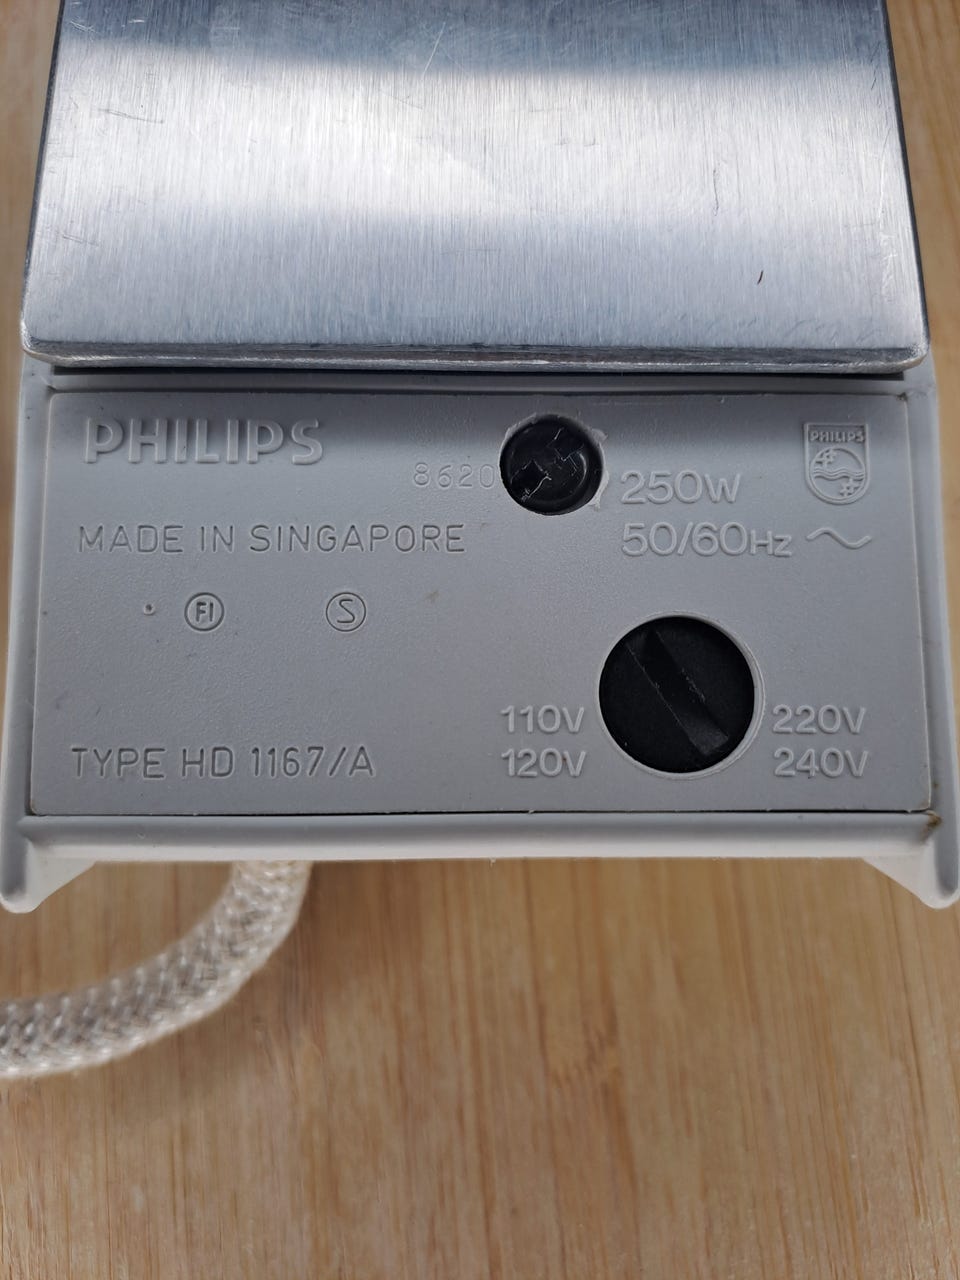 PHILIPS
8620
250W
PHILIPS
MADE IN SINGAPORE
50/60Hz ~
FI
S
110V
220V
120V
240V
TYPE HD 1167/A